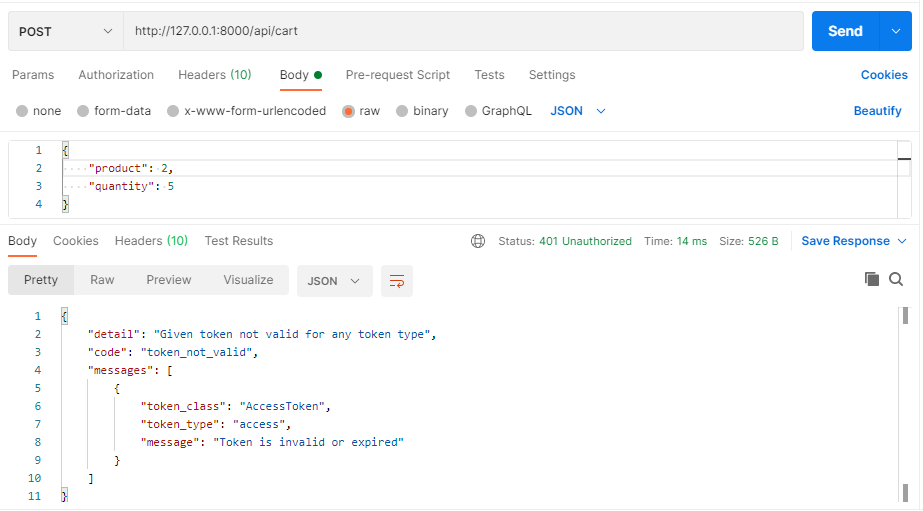 POST http://127.0.0.1:8000/api/cart Send
Params Authorization Headers (10) Body Pre-request Script Tests Settings Cookies
none form-data x-www-form-urlencoded raw binary GraphQL JSON Beautify
1 {
2 "product": 2,
3 "quantity": 5
4 }
Body Cookies Headers (10) Test Results Status: 401 Unauthorized Time: 14 ms Size: 526 B Save Response
Pretty Raw Preview Visualize JSON
1 {
2 "detail": "Given token not valid for any token type",
3 "code": "token_not_valid",
4 "messages": [
5 {
6 "token_class": "AccessToken",
7 "token_type": "access",
8 "message": "Token is invalid or expired"
9 }
10 ]
11 }